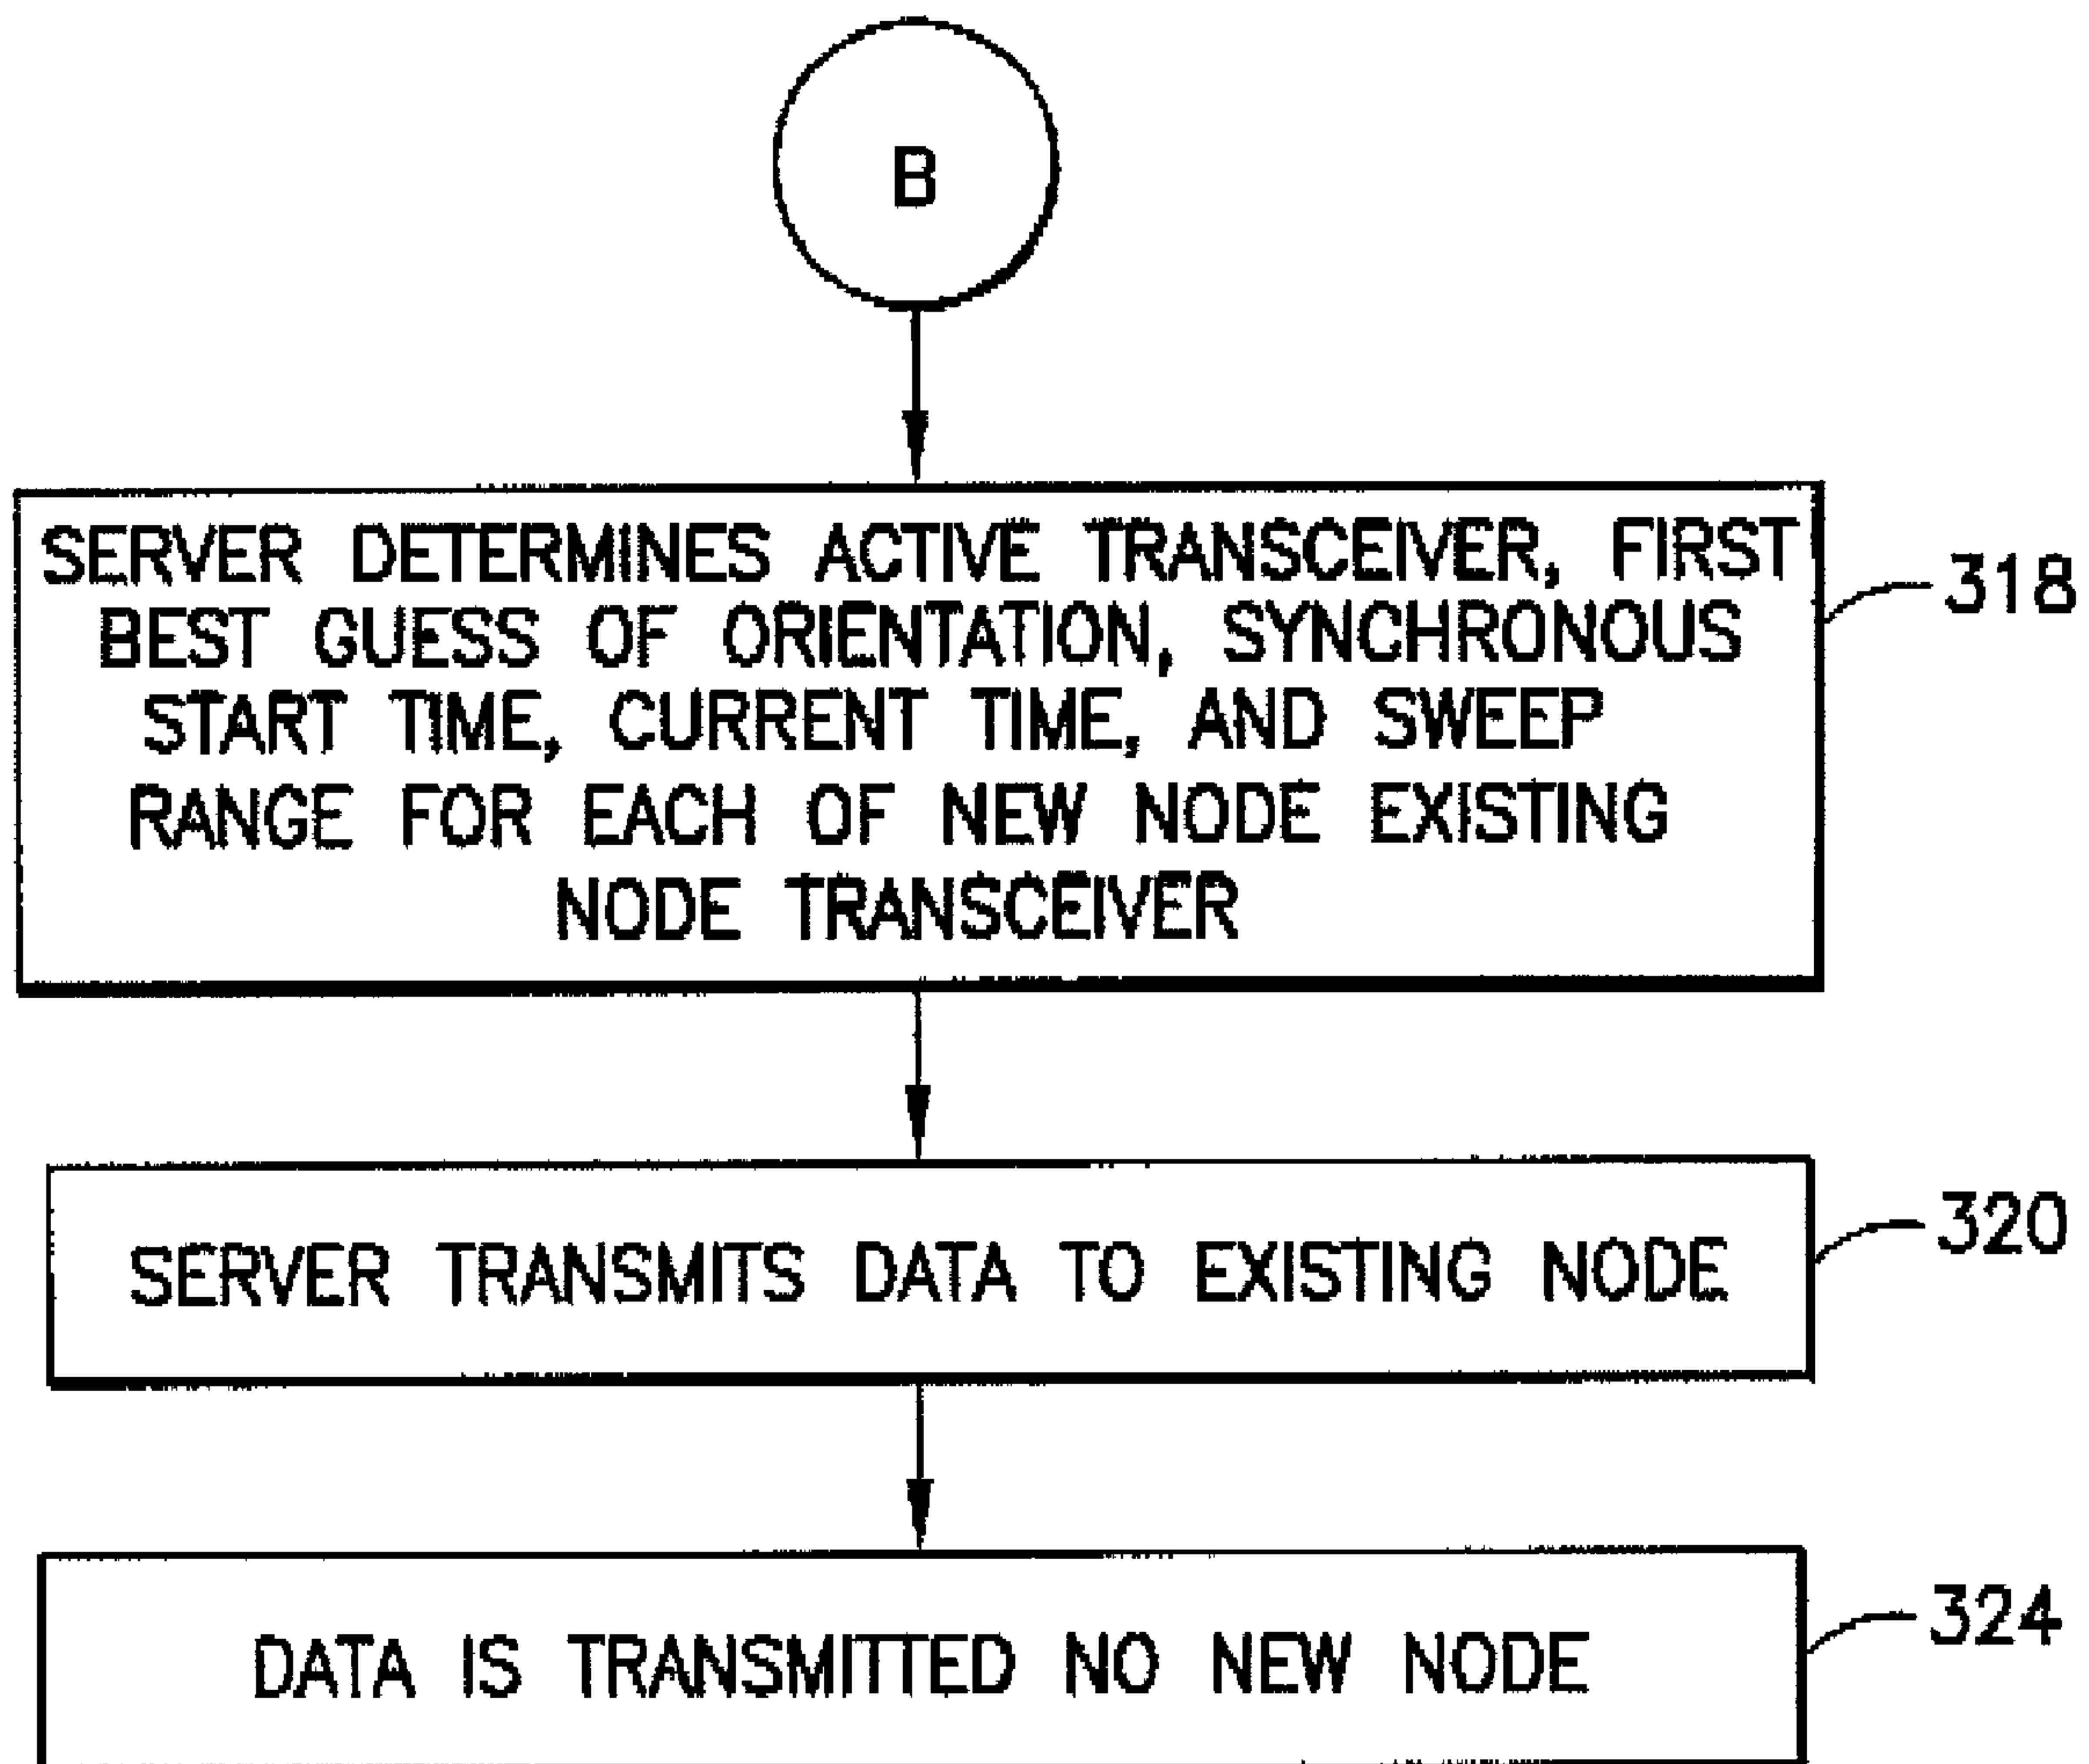 B
SERVER DETERMINES ACTIVE TRANSCEIVER, FIRST
BEST GUESS OF ORIENTATION, SYNCHRONOUS
START TIME, CURRENT TIME, AND SWEEP
RANGE FOR EACH OF NEW NODE EXISTING
NODE TRANSCEIVER
318
SERVER TRANSMITS DATA TO EXISTING NODE
320
DATA IS TRANSMITTED NO NEW NODE
324